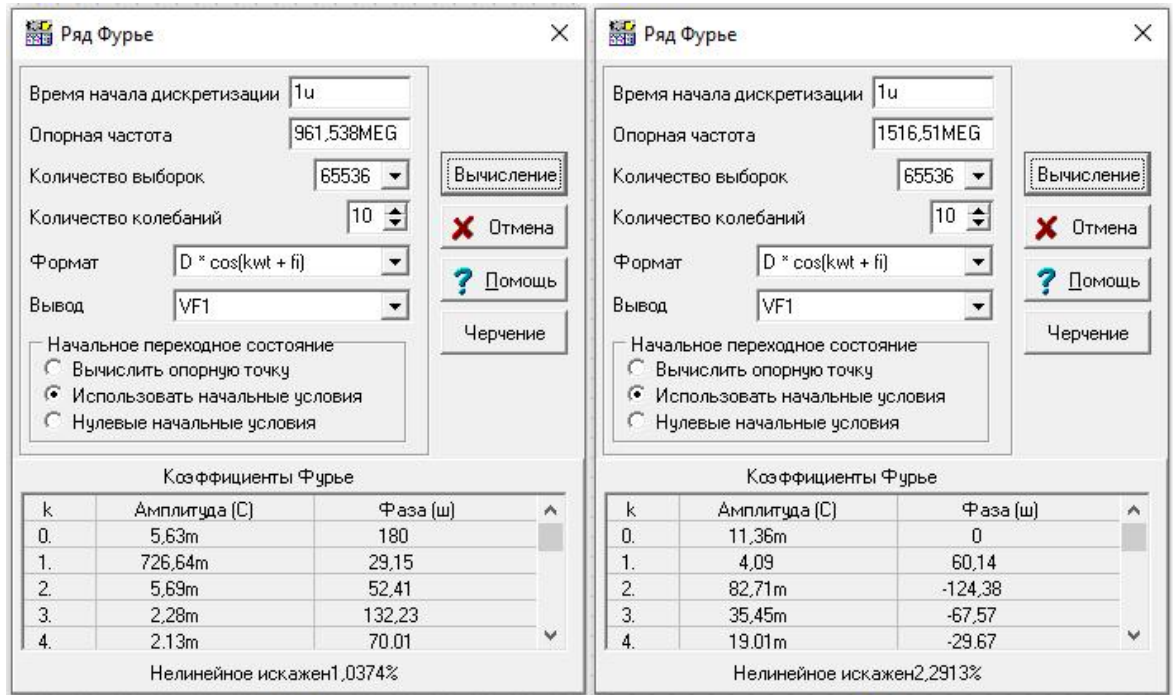 Ряд Фурье
Время начала дискретизации 1u
Опорная частота 961,538MEG
Количество выборок 65536
Количество колебаний 10
Формат D * cos(kwt + fi)
Вывод VF1
Вычисление
Отмена
Помощь
Черчение
Начальное переходное состояние
Вычислить опорную точку
Использовать начальные условия
Нулевые начальные условия
Коэффициенты Фурье
k Амплитуда (С) Фаза (ш)
0. 5,63m 180
1. 726,64m 29,15
2. 5,69m 52,41
3. 2,28m 132,23
4. 2,13m 70,01
Нелинейное искажен1,0374%
Ряд Фурье
Время начала дискретизации 1u
Опорная частота 1516,51MEG
Количество выборок 65536
Количество колебаний 10
Формат D * cos(kwt + fi)
Вывод VF1
Вычисление
Отмена
Помощь
Черчение
Начальное переходное состояние
Вычислить опорную точку
Использовать начальные условия
Нулевые начальные условия
Коэффициенты Фурье
k Амплитуда (С) Фаза (ш)
0. 11,36m 0
1. 4,09 60,14
2. 82,71m -124,38
3. 35,45m -67,57
4. 19,01m -29,67
Нелинейное искажен2,2913%